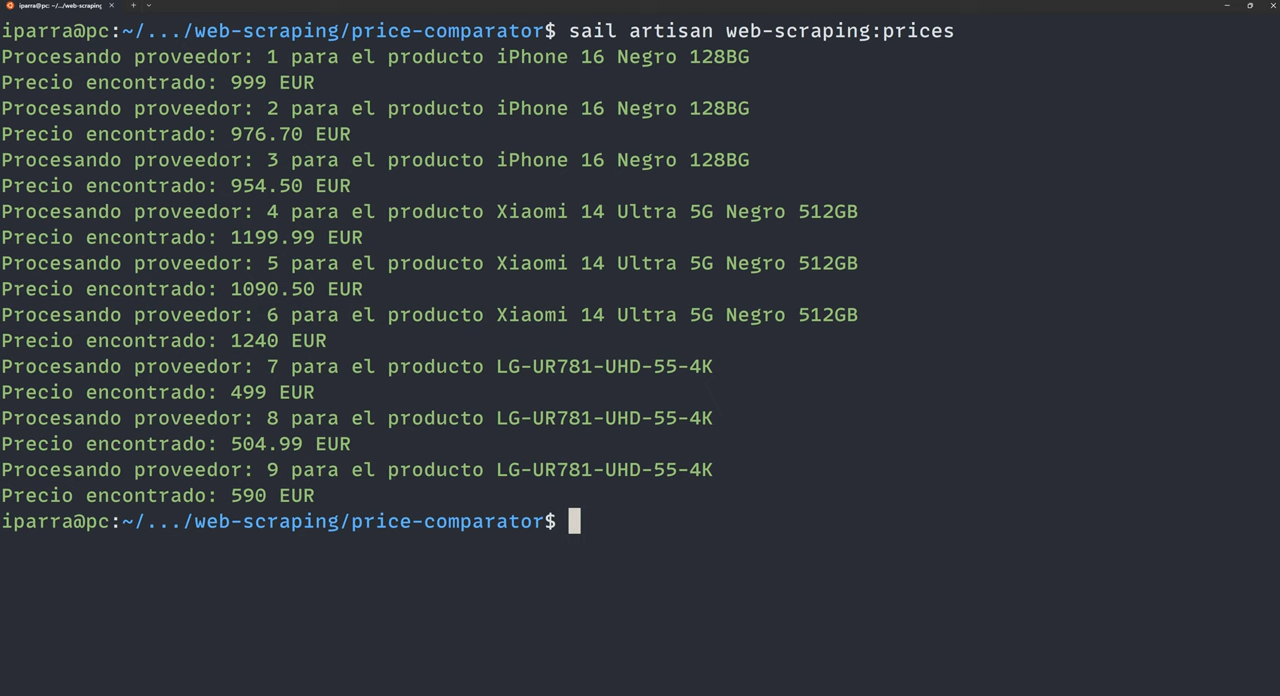 iparra@pc: ~/.../web-scraping
iparra@pc:~/.../web-scraping/price-comparator$ sail artisan web-scraping:prices
Procesando proveedor: 1 para el producto iPhone 16 Negro 128BG
Precio encontrado: 999 EUR
Procesando proveedor: 2 para el producto iPhone 16 Negro 128BG
Precio encontrado: 976.70 EUR
Procesando proveedor: 3 para el producto iPhone 16 Negro 128BG
Precio encontrado: 954.50 EUR
Procesando proveedor: 4 para el producto Xiaomi 14 Ultra 5G Negro 512GB
Precio encontrado: 1199.99 EUR
Procesando proveedor: 5 para el producto Xiaomi 14 Ultra 5G Negro 512GB
Precio encontrado: 1090.50 EUR
Procesando proveedor: 6 para el producto Xiaomi 14 Ultra 5G Negro 512GB
Precio encontrado: 1240 EUR
Procesando proveedor: 7 para el producto LG-UR781-UHD-55-4K
Precio encontrado: 499 EUR
Procesando proveedor: 8 para el producto LG-UR781-UHD-55-4K
Precio encontrado: 504.99 EUR
Procesando proveedor: 9 para el producto LG-UR781-UHD-55-4K
Precio encontrado: 590 EUR
iparra@pc:~/.../web-scraping/price-comparator$